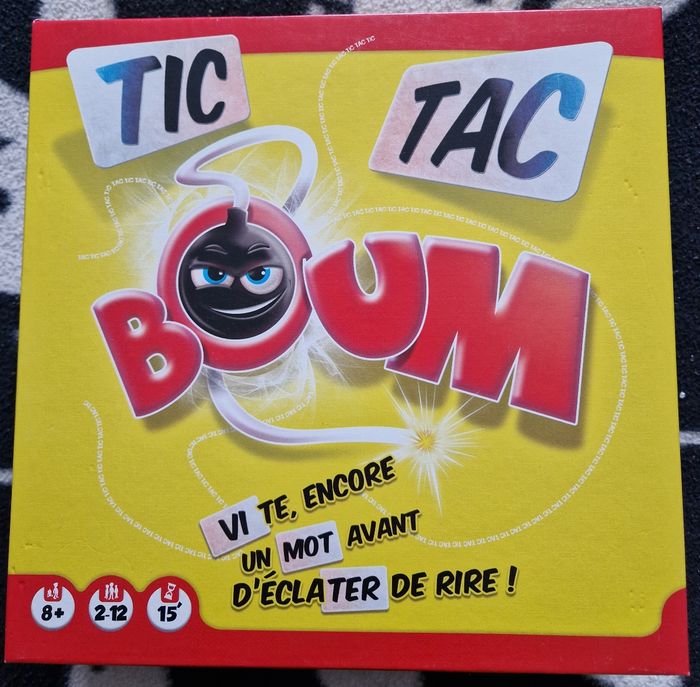 TIC
TAC
BOUM
VITE, ENCORE
UN MOT AVANT
D'ÉCLATER DE RIRE !
8+
2-12
15'